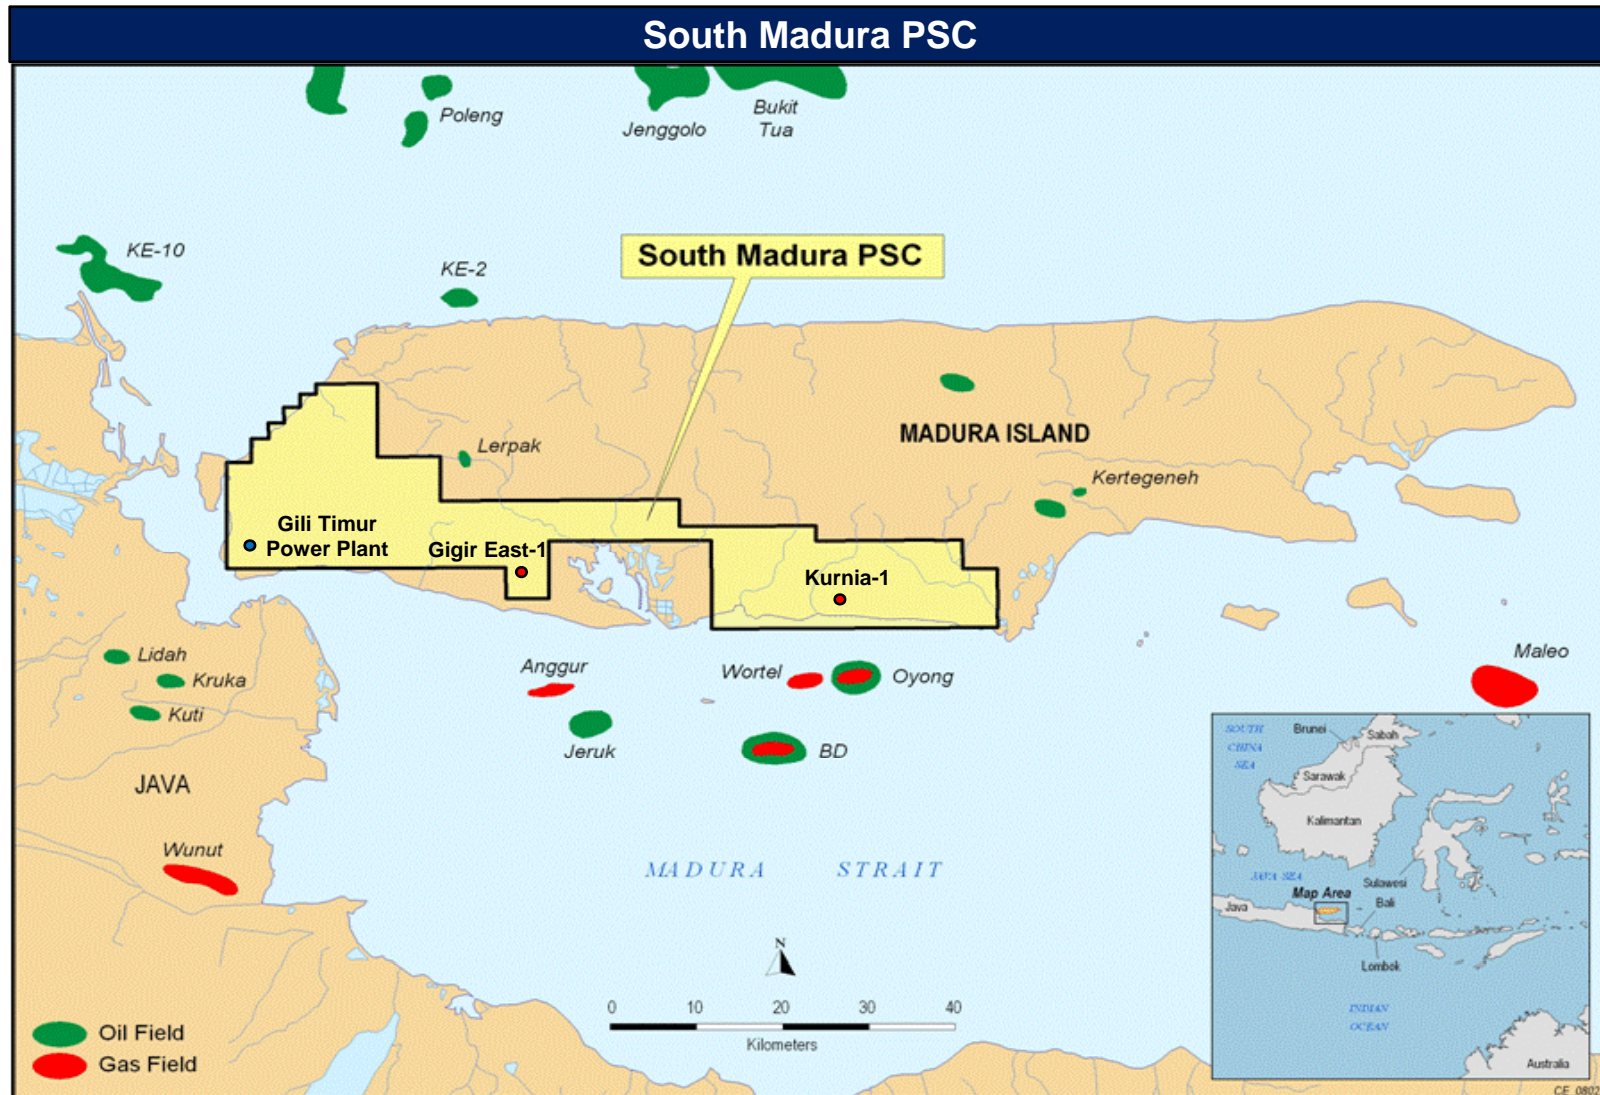 South Madura PSC
Poleng
Jenggolo
Bukit
Tua
KE-10
KE-2
South Madura PSC
MADURA ISLAND
Lerpak
Kertegeneh
Gili Timur
Power Plant
Gigir East-1
Kurnia-1
Lidah
Kruka
Kuti
Anggur
Wortel
Oyong
Maleo
Jeruk
BD
JAVA
Wunut
MADURA STRAIT
N
0 10 20 30 40
Kilometers
Oil Field
Gas Field
SOUTH
CHINA
SEA
Brunei
Sabah
Sarawak
Kalimantan
JAVA SEA
Map Area
Sulawesi
Java
Bali
Lombok
INDIAN
OCEAN
Australia
CE_0802